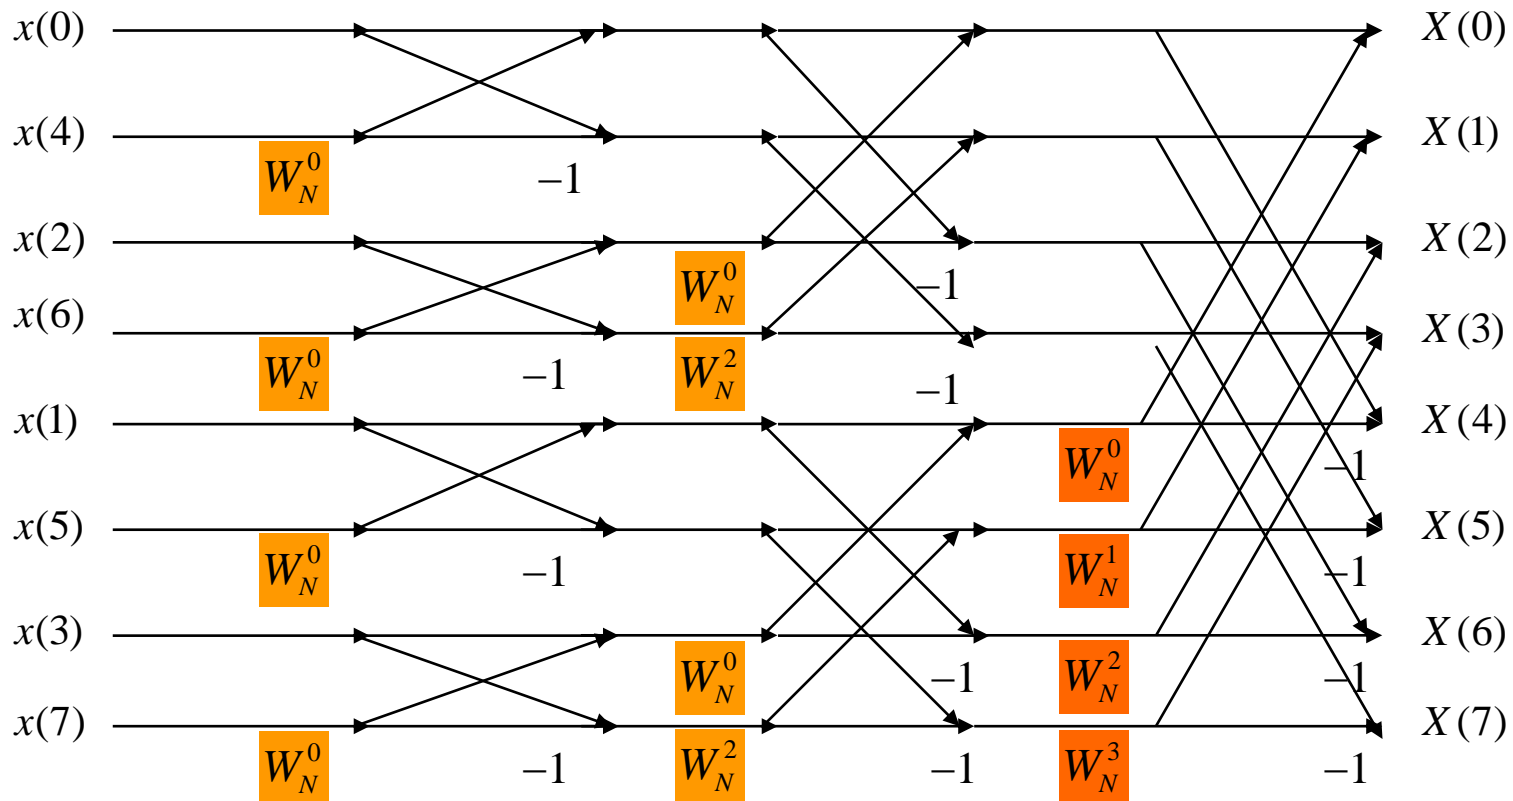 x(0) X(0)
x(4) X(1)
W_N^0 −1
x(2) X(2)
W_N^0 −1
x(6) X(3)
W_N^0 −1 W_N^2 −1
x(1) X(4)
W_N^0 −1
x(5) X(5)
W_N^0 −1 W_N^1 −1
x(3) X(6)
W_N^0 −1 W_N^2 −1
x(7) X(7)
W_N^0 −1 W_N^2 −1 W_N^3 −1